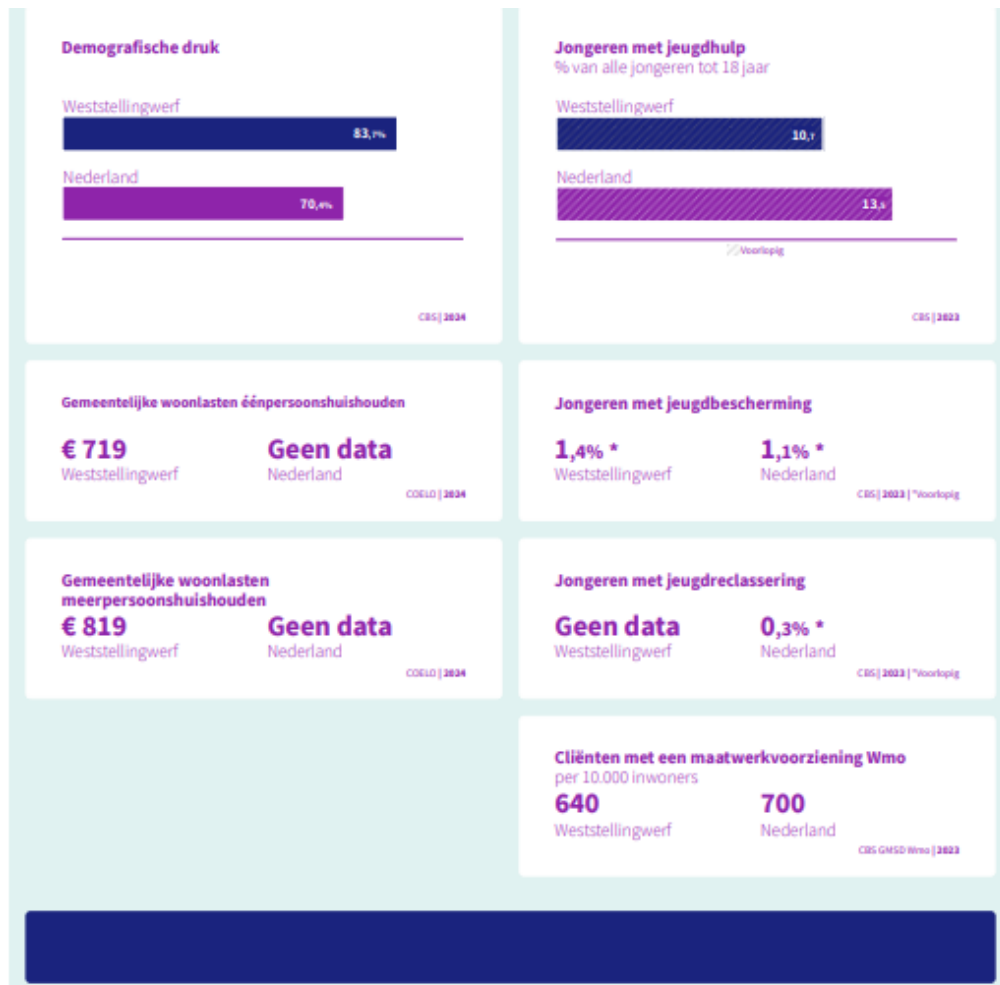 Demografische druk
Weststellingwerf
83,7%
Nederland
70,4%
CBS | 2024
Jongeren met jeugdhulp
% van alle jongeren tot 18 jaar
Weststellingwerf
10,7
Nederland
13,5
Voorlopig
CBS | 2023
Gemeentelijke woonlasten éénpersoonshuishouden
€ 719 Geen data
Weststellingwerf Nederland
COELO | 2024
Jongeren met jeugdbescherming
1,4% * 1,1% *
Weststellingwerf Nederland
CBS | 2023 | *Voorlopig
Gemeentelijke woonlasten
meerpersoonshuishouden
€ 819 Geen data
Weststellingwerf Nederland
COELO | 2024
Jongeren met jeugdreclassering
Geen data 0,3% *
Weststellingwerf Nederland
CBS | 2023 | *Voorlopig
Cliënten met een maatwerkvoorziening Wmo
per 10.000 inwoners
640 700
Weststellingwerf Nederland
CBS GMSD Wmo | 2023